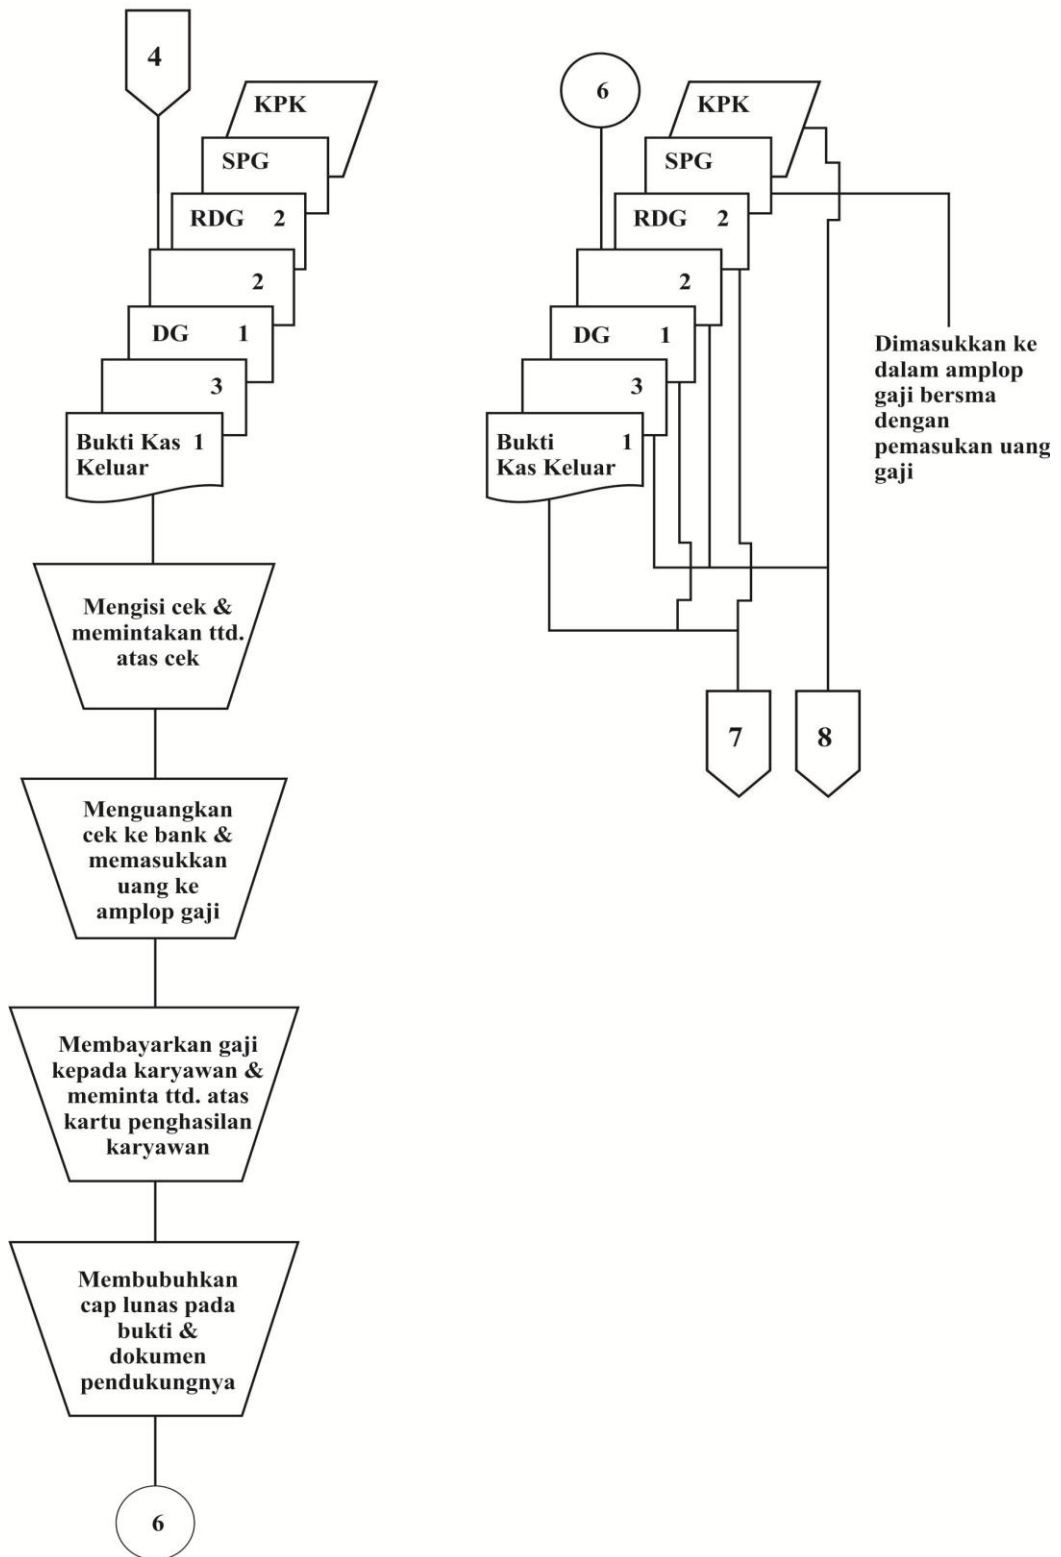 4
KPK
SPG
RDG 2
2
DG 1
3
Bukti Kas 1
Keluar
Mengisi cek &
memintakan ttd.
atas cek
Menguangkan
cek ke bank &
memasukkan
uang ke
amplop gaji
Membayarkan gaji
kepada karyawan &
meminta ttd. atas
kartu penghasilan
karyawan
Membubuhkan
cap lunas pada
bukti &
dokumen
pendukungnya
6
6
KPK
SPG
RDG 2
2
DG 1
3
Bukti 1
Kas Keluar
Dimasukkan ke
dalam amplop
gaji bersma
dengan
pemasukan uang
gaji
7
8